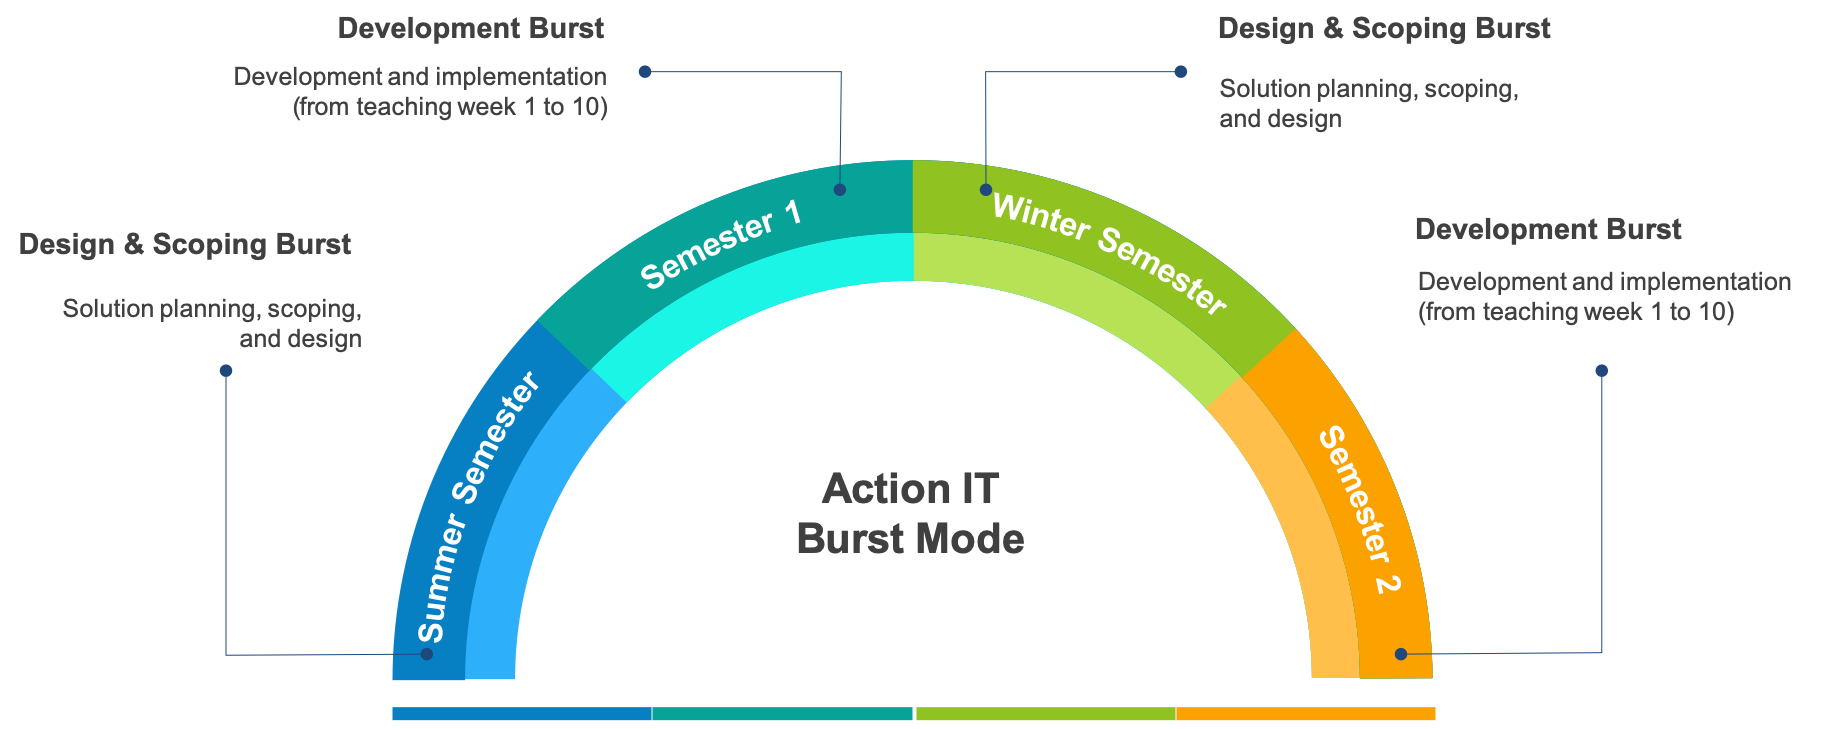 Development Burst
Development and implementation
(from teaching week 1 to 10)
Design & Scoping Burst
Solution planning, scoping,
and design
Design & Scoping Burst
Solution planning, scoping,
and design
Development Burst
Development and implementation
(from teaching week 1 to 10)
Summer Semester
Semester 1
Winter Semester
Semester 2
Action IT
Burst Mode